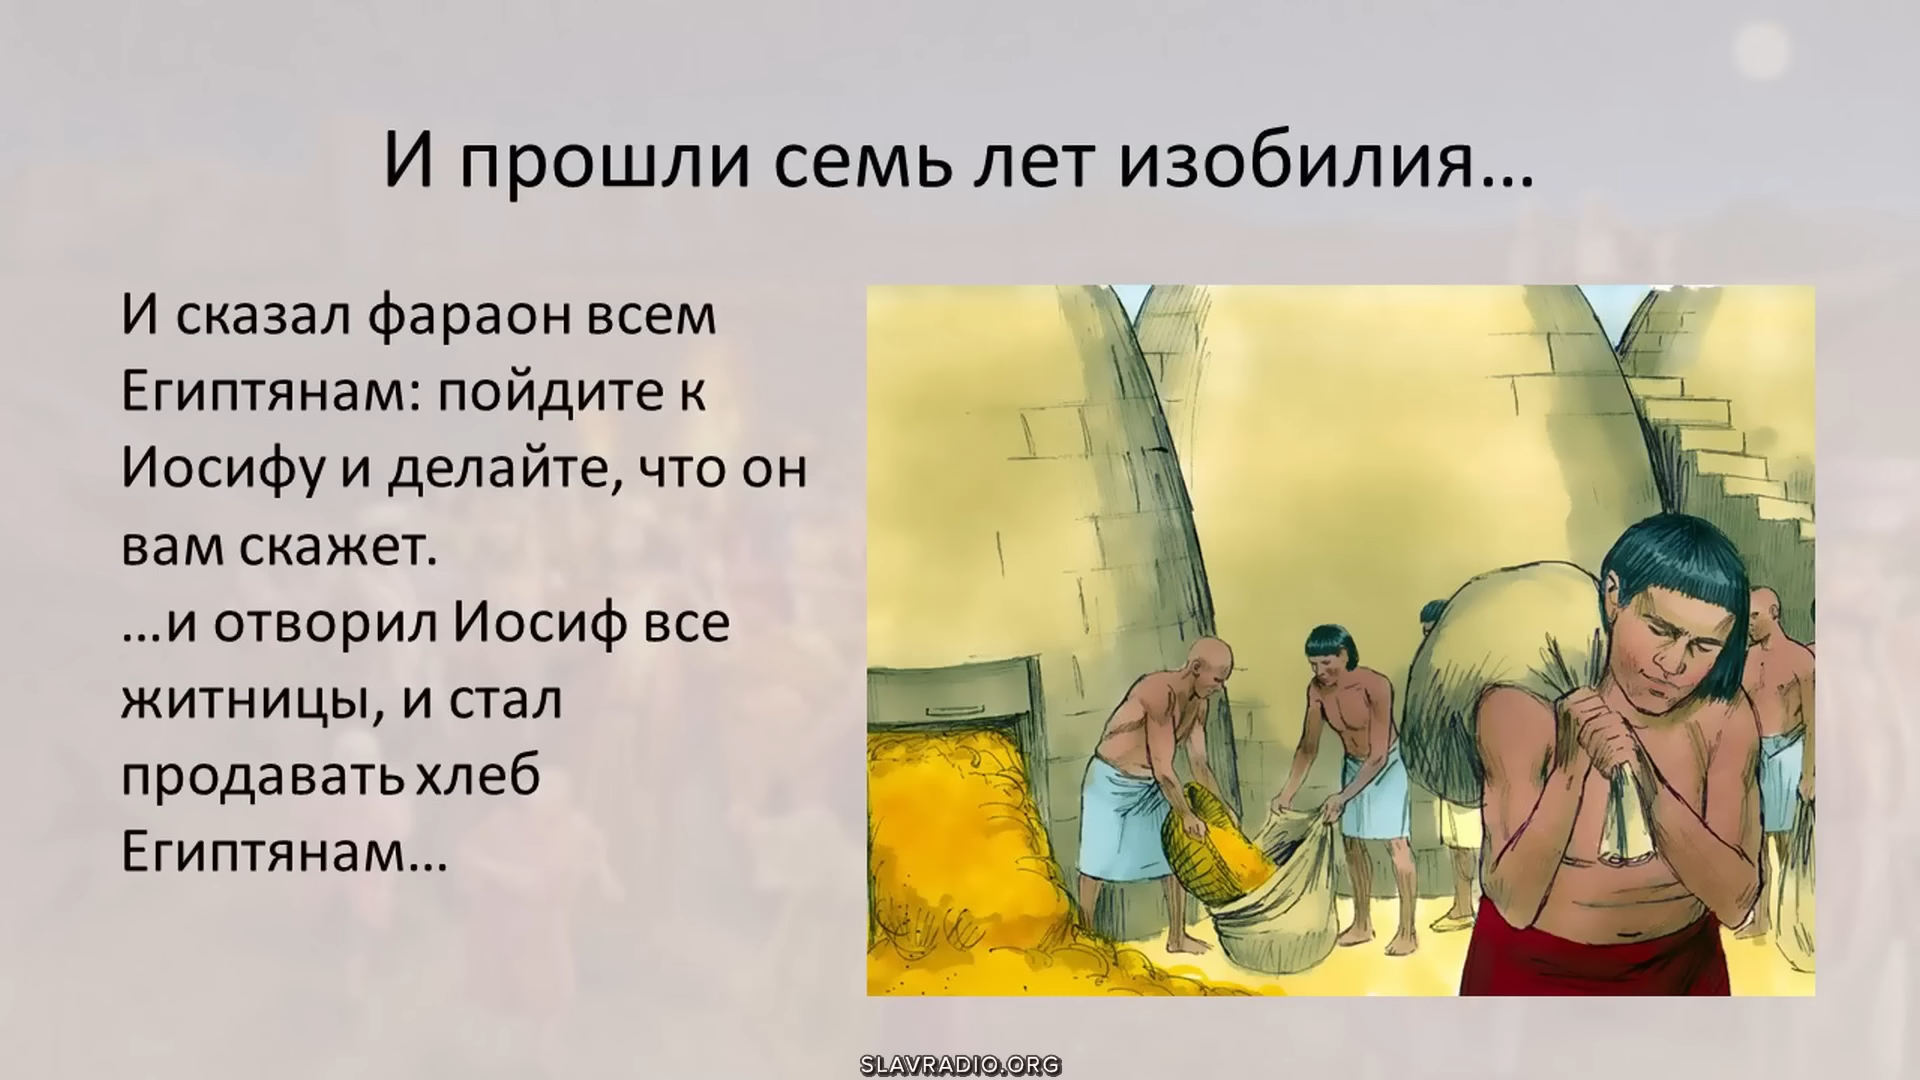 И прошли семь лет изобилия...
И сказал фараон всем
Египтянам: пойдите к
Иосифу и делайте, что он
вам скажет.
...и отворил Иосиф все
житницы, и стал
продавать хлеб
Египтянам...
SLAVRADIO.ORG